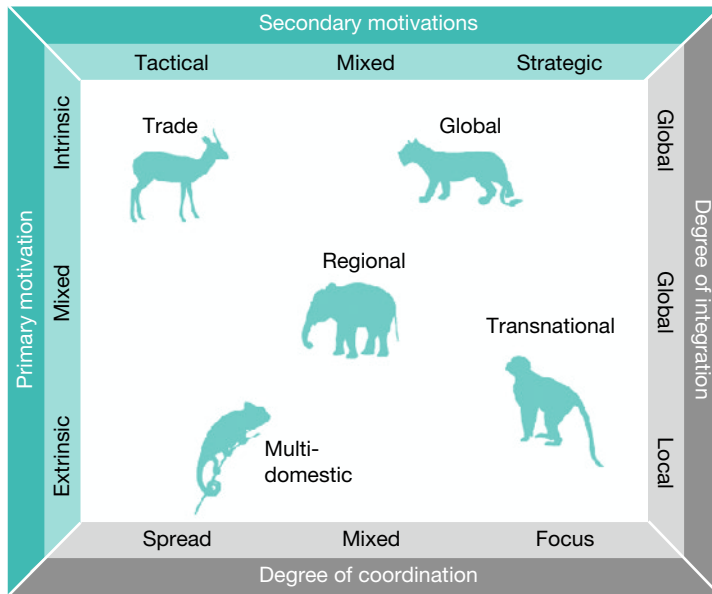 Secondary motivations
Tactical Mixed Strategic
Primary motivation
Intrinsic
Mixed
Extrinsic
Trade
Global
Regional
Transnational
Multi-
domestic
Global
Global
Local
Degree of integration
Spread Mixed Focus
Degree of coordination